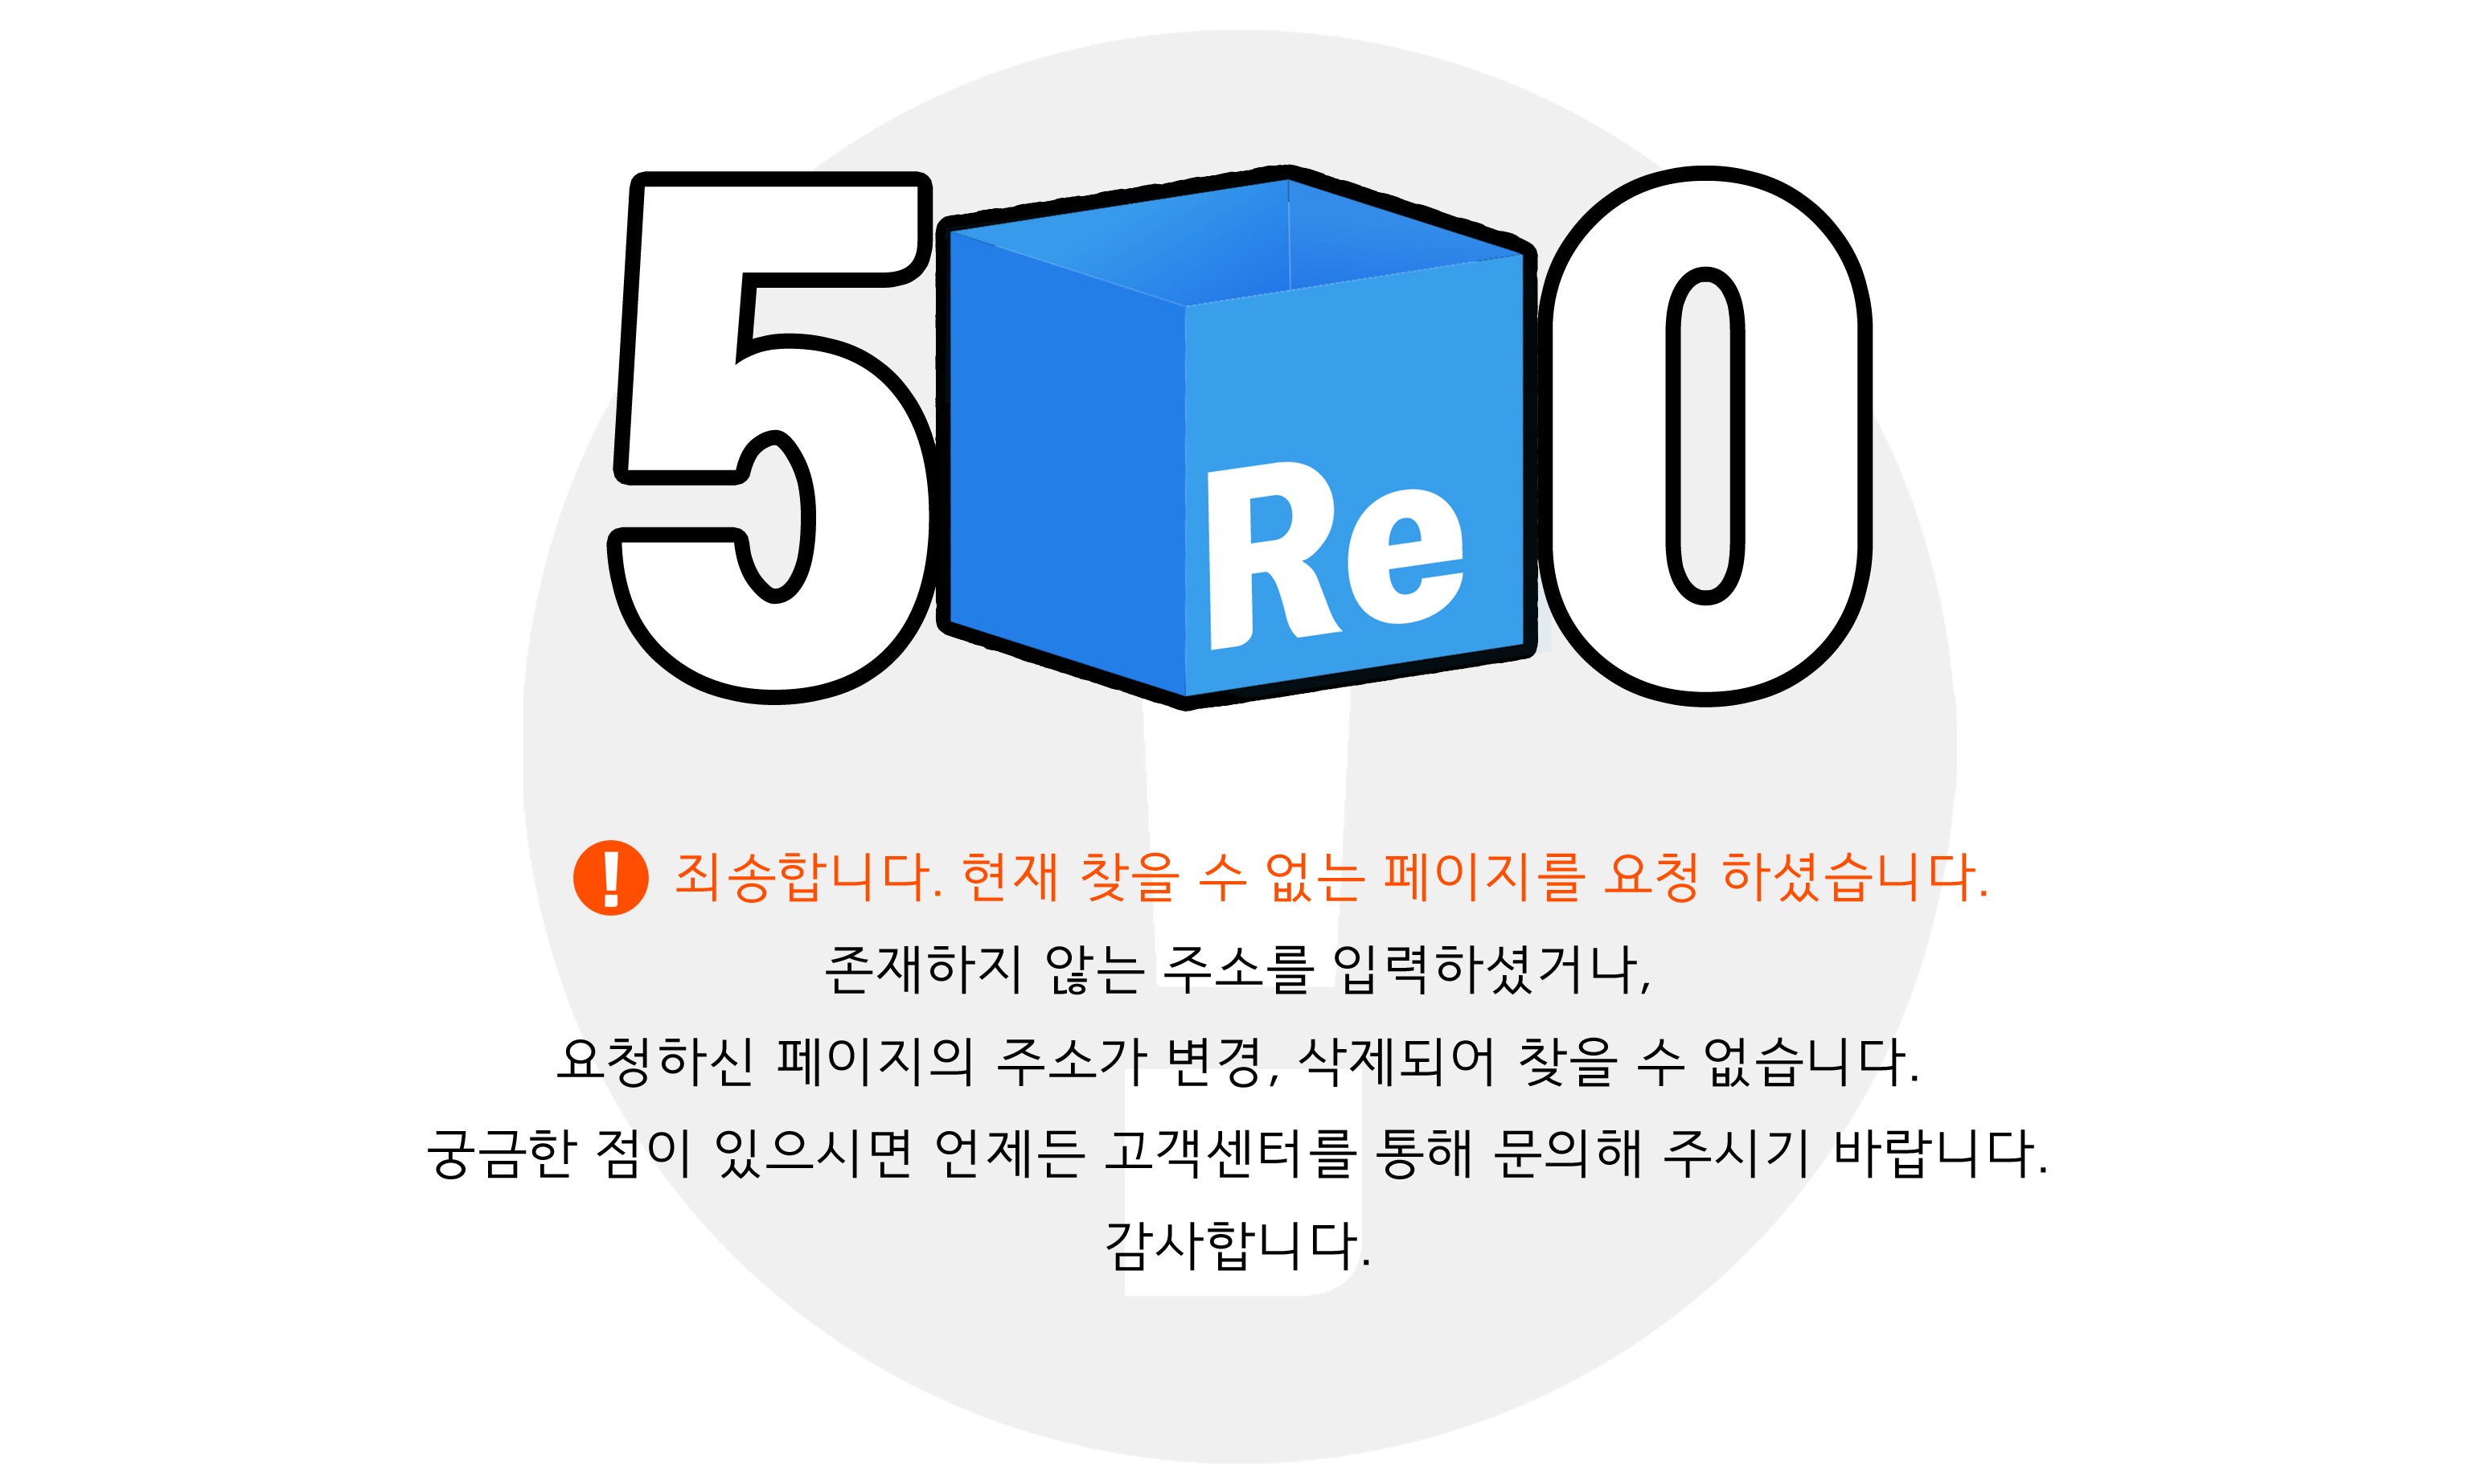 5 Re 0
! 죄송합니다. 현재 찾을 수 없는 페이지를 요청 하셨습니다.
존재하지 않는 주소를 입력하셨거나,
요청하신 페이지의 주소가 변경, 삭제되어 찾을 수 없습니다.
궁금한 점이 있으시면 언제든 고객센터를 통해 문의해 주시기 바랍니다.
감사합니다.